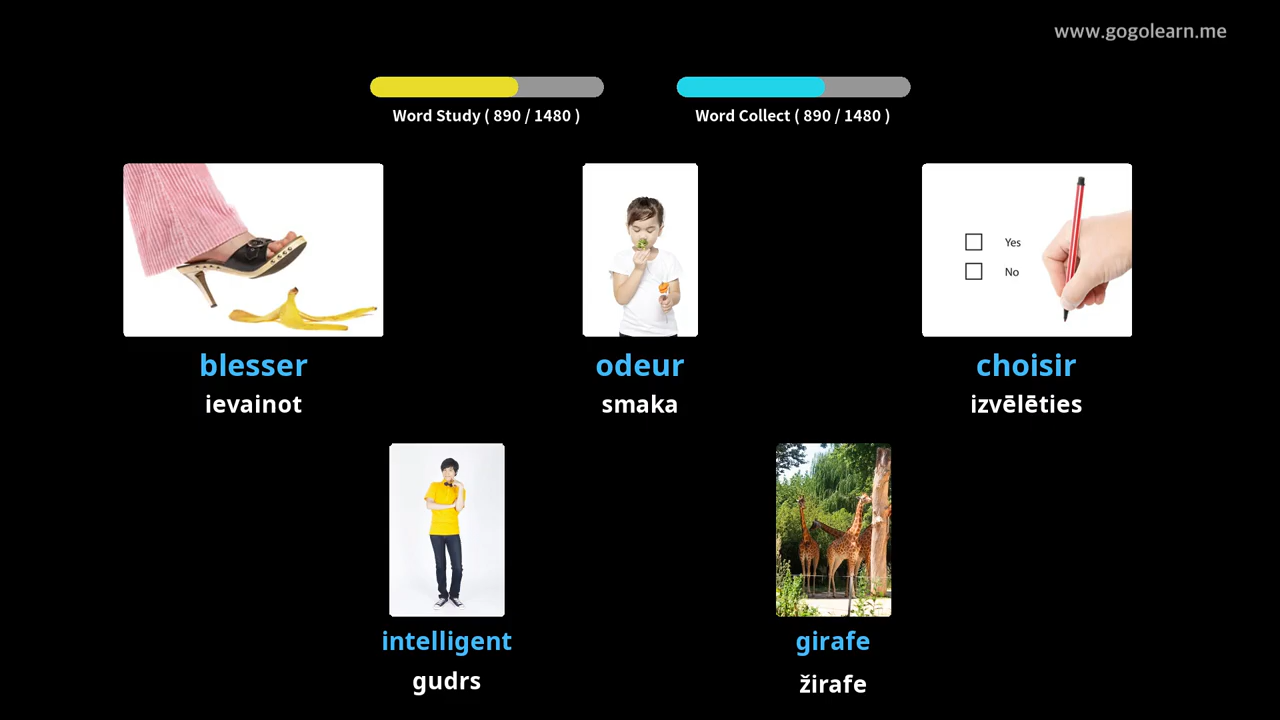 www.gogolearn.me
Word Study ( 890 / 1480 )
Word Collect ( 890 / 1480 )
Yes
No
blesser
ievainot
odeur
smaka
choisir
izvēlēties
intelligent
gudrs
girafe
žirafe